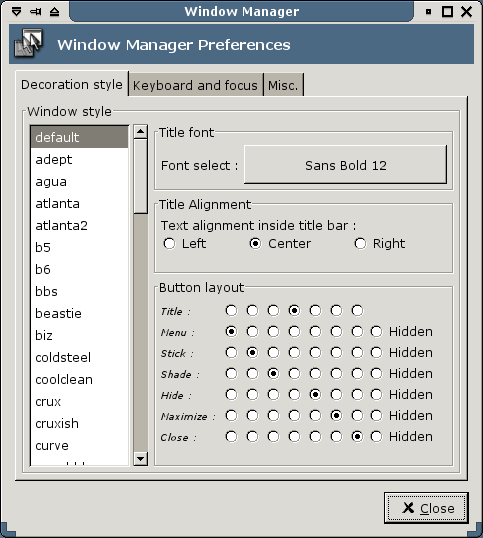 Window Manager
Window Manager Preferences
Decoration style Keyboard and focus Misc.
Window style
default
adept
agua
atlanta
atlanta2
b5
b6
bbs
beastie
biz
coldsteel
coolclean
crux
cruxish
curve
Title font
Font select : Sans Bold 12
Title Alignment
Text alignment inside title bar :
Left Center Right
Button layout
Title :
Menu : Hidden
Stick : Hidden
Shade : Hidden
Hide : Hidden
Maximize : Hidden
Close : Hidden
Close